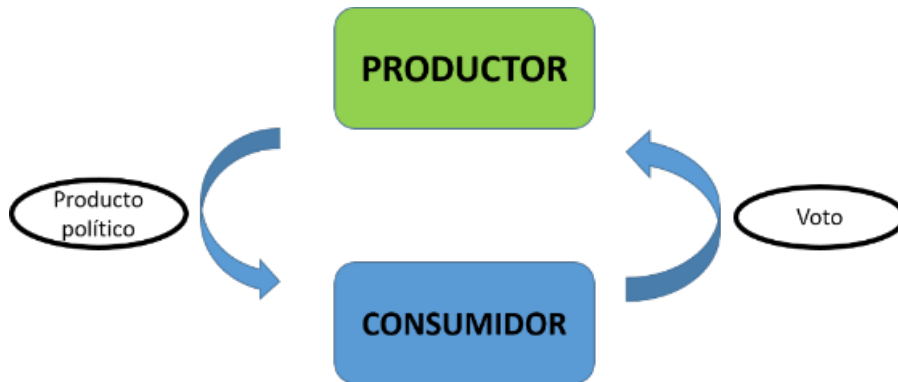 PRODUCTOR
Producto
político
Voto
CONSUMIDOR